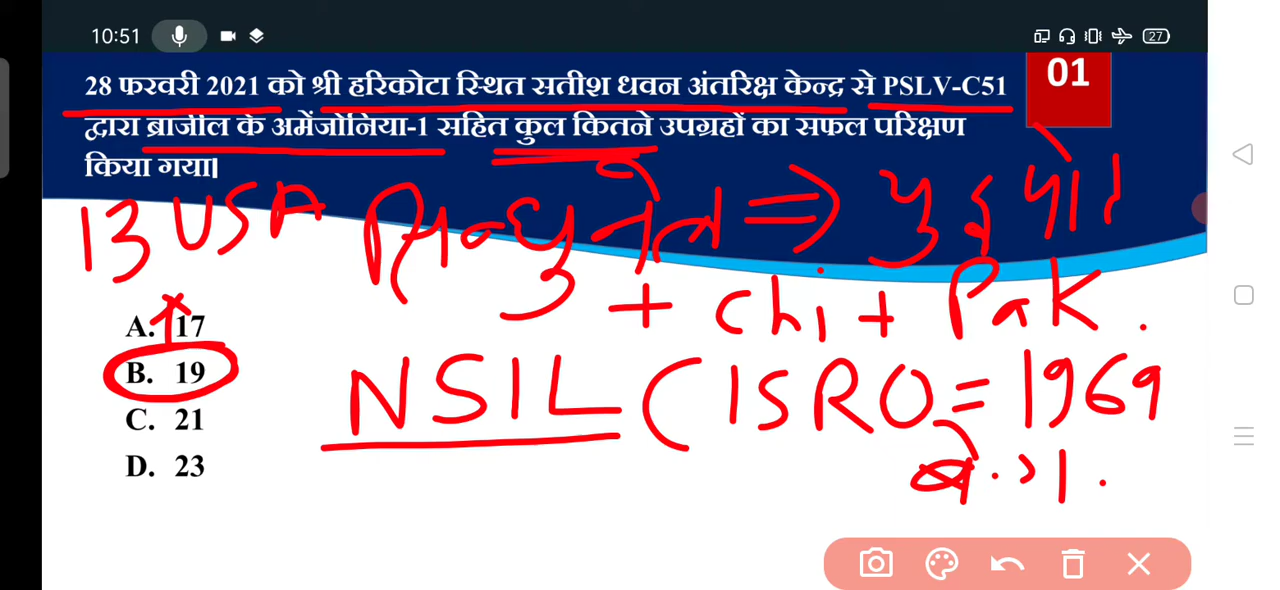 10:51 27
28 फरवरी 2021 को श्री हरिकोटा स्थित सतीश धवन अंतरिक्ष केन्द्र से PSLV-C51
द्वारा ब्राजील के अमेंजोनिया-1 सहित कुल कितने उपग्रहों का सफल परिक्षण
किया गया।
01
13 USA ⇒
+ Chi + Pak.
A. 17
B. 19
C. 21
D. 23
NSIL (ISRO = 1969